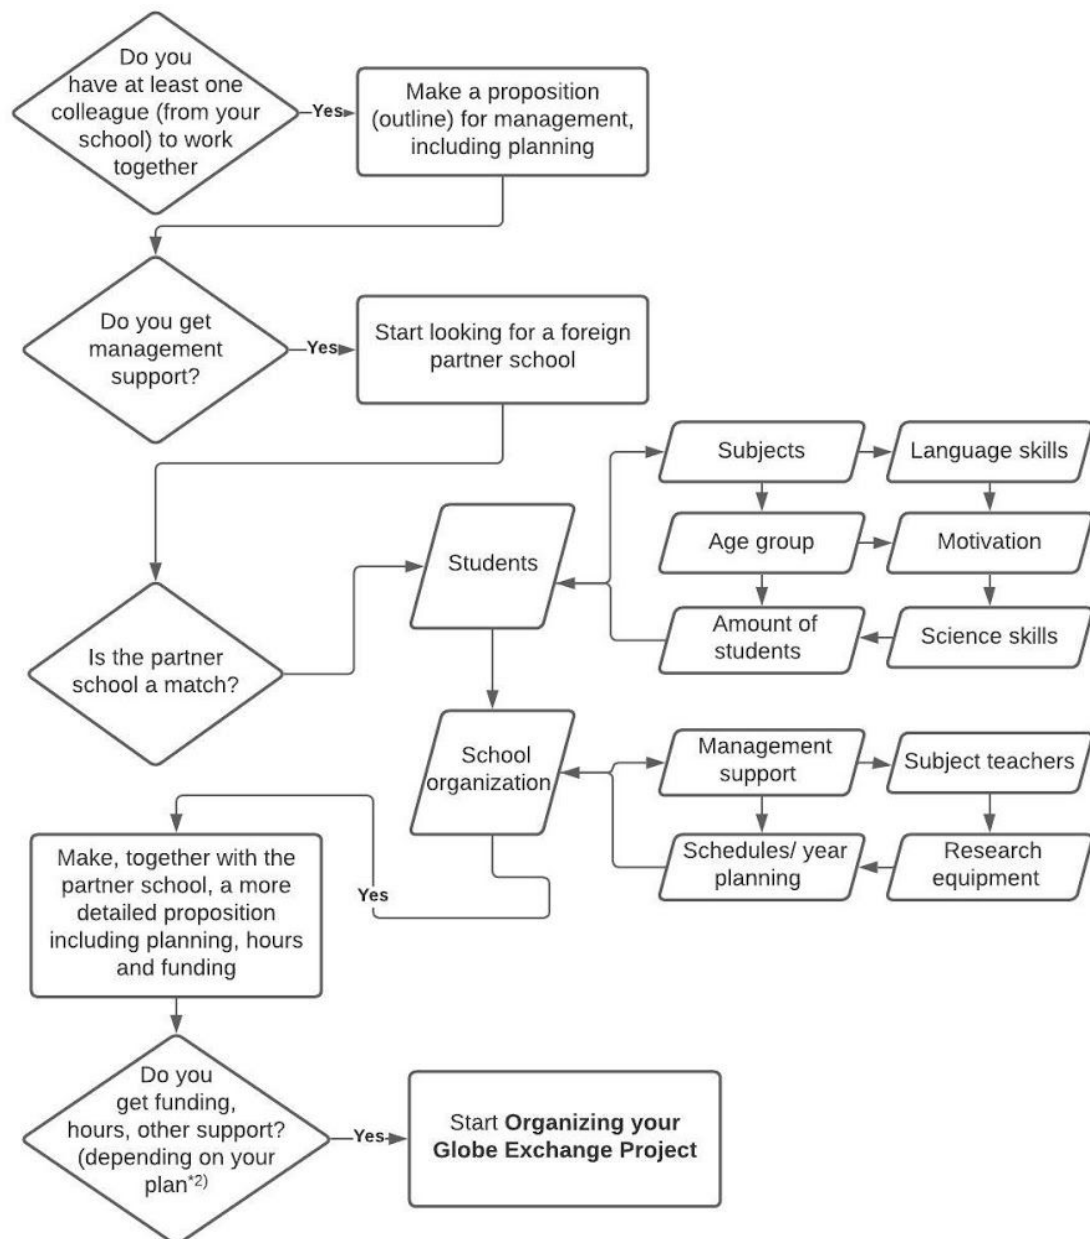 Do you
have at least one
colleague (from your
school) to work
together
Yes
Make a proposition
(outline) for management,
including planning
Do you get
management
support?
Yes
Start looking for a foreign
partner school
Subjects
Language skills
Age group
Motivation
Amount of
students
Science skills
Students
Is the partner
school a match?
School
organization
Management
support
Subject teachers
Schedules/ year
planning
Research
equipment
Yes
Make, together with the
partner school, a more
detailed proposition
including planning, hours
and funding
Do you
get funding,
hours, other support?
(depending on your
plan*2)
Yes
Start Organizing your
Globe Exchange Project